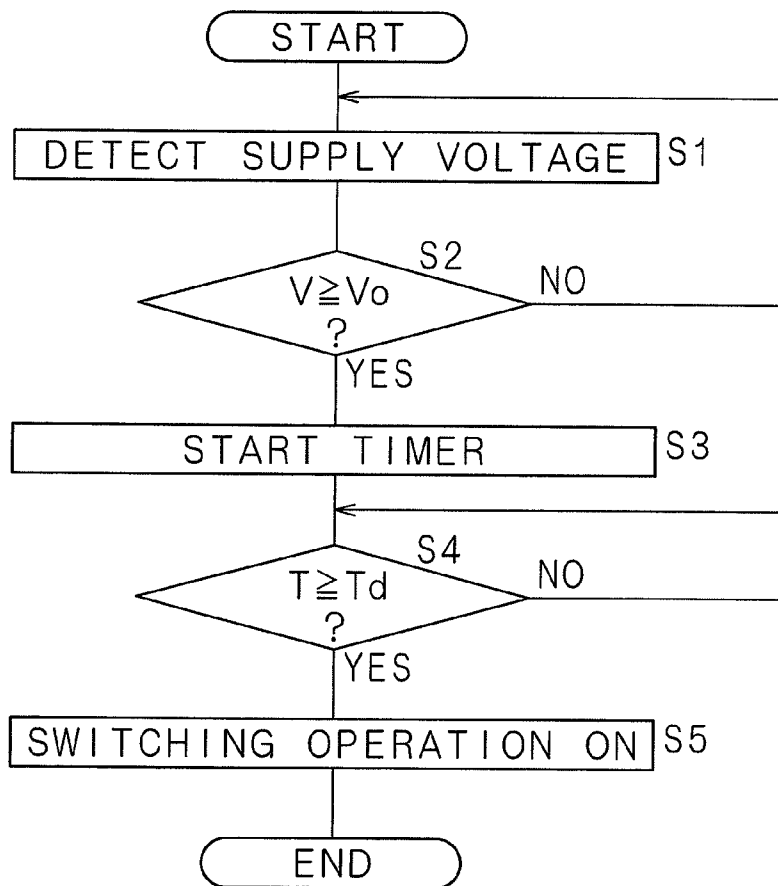 START
DETECT SUPPLY VOLTAGE S1
S2
V≧Vo
?
NO
YES
START TIMER S3
S4
T≧Td
?
NO
YES
SWITCHING OPERATION ON S5
END